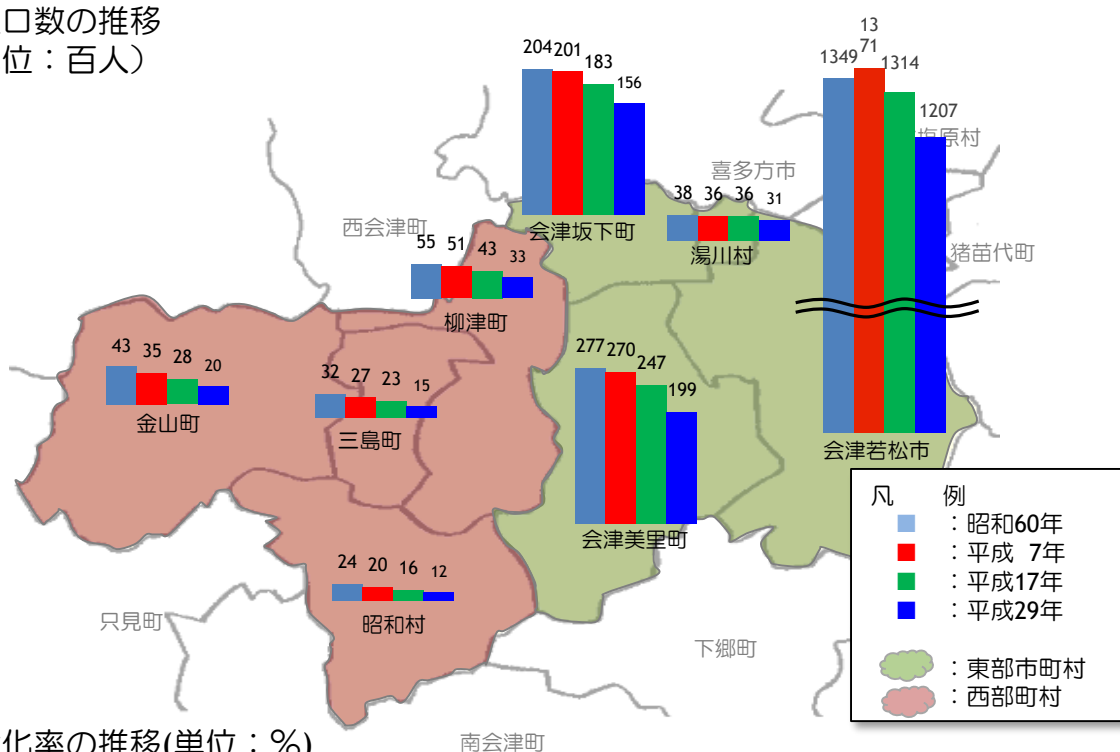 口数の推移
位：百人）
204 201 183 156
会津坂下町
13
71
1349 1314
1207
塩原村
喜多方市
38 36 36 31
湯川村
猪苗代町
西会津町
55 51 43 33
柳津町
43 35 28 20
金山町
32 27 23 15
三島町
277 270 247 199
会津美里町
会津若松市
24 20 16 12
昭和村
只見町
下郷町
南会津町
凡 例
：昭和60年
：平成 7年
：平成17年
：平成29年
：東部市町村
：西部町村
化率の推移(単位：%)